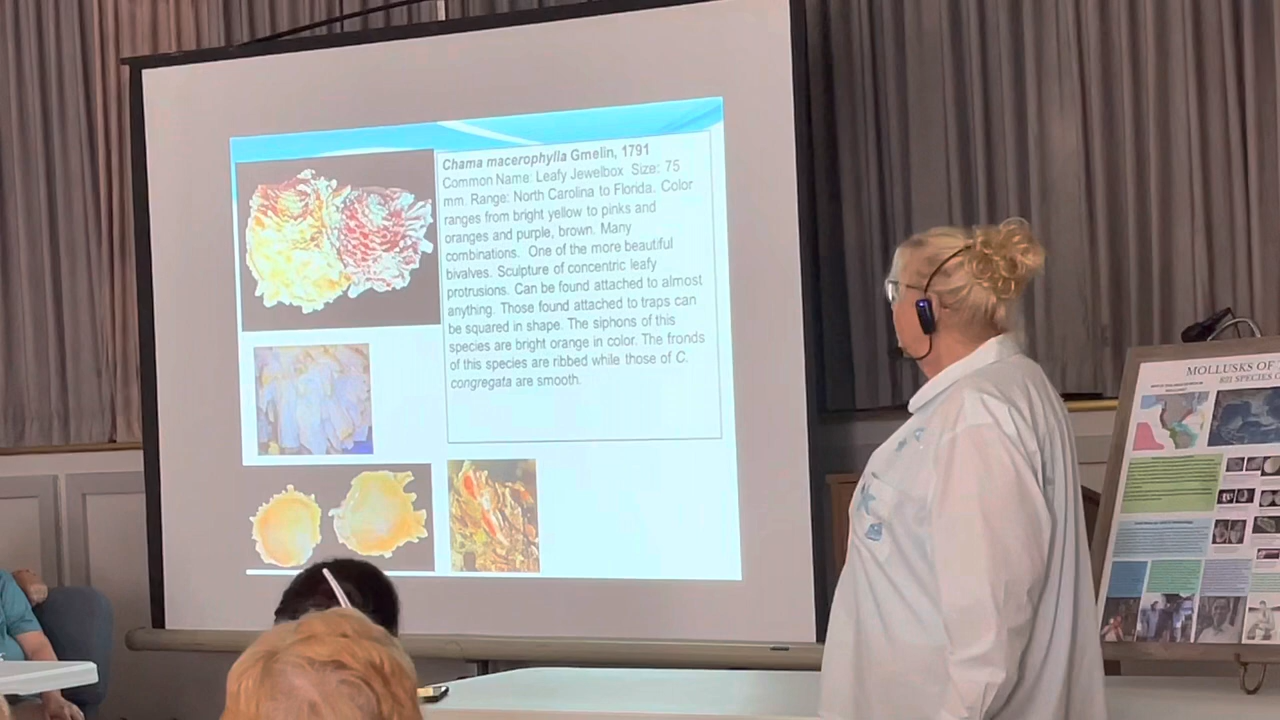 Chama macerophylla Gmelin, 1791
Common Name: Leafy Jewelbox Size: 75
mm. Range: North Carolina to Florida. Color
ranges from bright yellow to pinks and
oranges and purple, brown. Many
combinations. One of the more beautiful
bivalves. Sculpture of concentric leafy
protrusions. Can be found attached to almost
anything. Those found attached to traps can
be squared in shape. The siphons of this
species are bright orange in color. The fronds
of this species are ribbed while those of C.
congregata are smooth.
MOLLUSKS OF
SPECIES